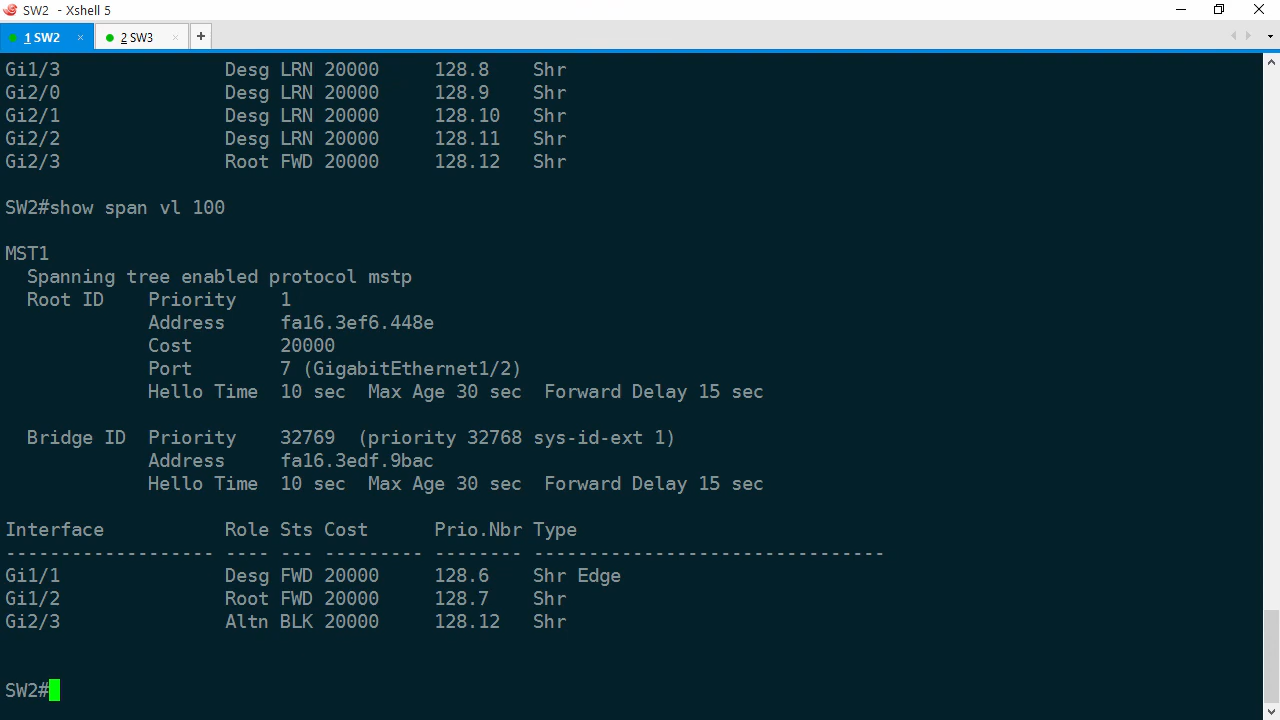 SW2 - Xshell 5
1 SW2 × 2 SW3 × +
Gi1/3 Desg LRN 20000 128.8 Shr
Gi2/0 Desg LRN 20000 128.9 Shr
Gi2/1 Desg LRN 20000 128.10 Shr
Gi2/2 Desg LRN 20000 128.11 Shr
Gi2/3 Root FWD 20000 128.12 Shr
SW2#show span vl 100
MST1
Spanning tree enabled protocol mstp
Root ID Priority 1
Address fa16.3ef6.448e
Cost 20000
Port 7 (GigabitEthernet1/2)
Hello Time 10 sec Max Age 30 sec Forward Delay 15 sec
Bridge ID Priority 32769 (priority 32768 sys-id-ext 1)
Address fa16.3edf.9bac
Hello Time 10 sec Max Age 30 sec Forward Delay 15 sec
Interface Role Sts Cost Prio.Nbr Type
------------------- ---- --- --------- -------- --------------------------------
Gi1/1 Desg FWD 20000 128.6 Shr Edge
Gi1/2 Root FWD 20000 128.7 Shr
Gi2/3 Altn BLK 20000 128.12 Shr
SW2#